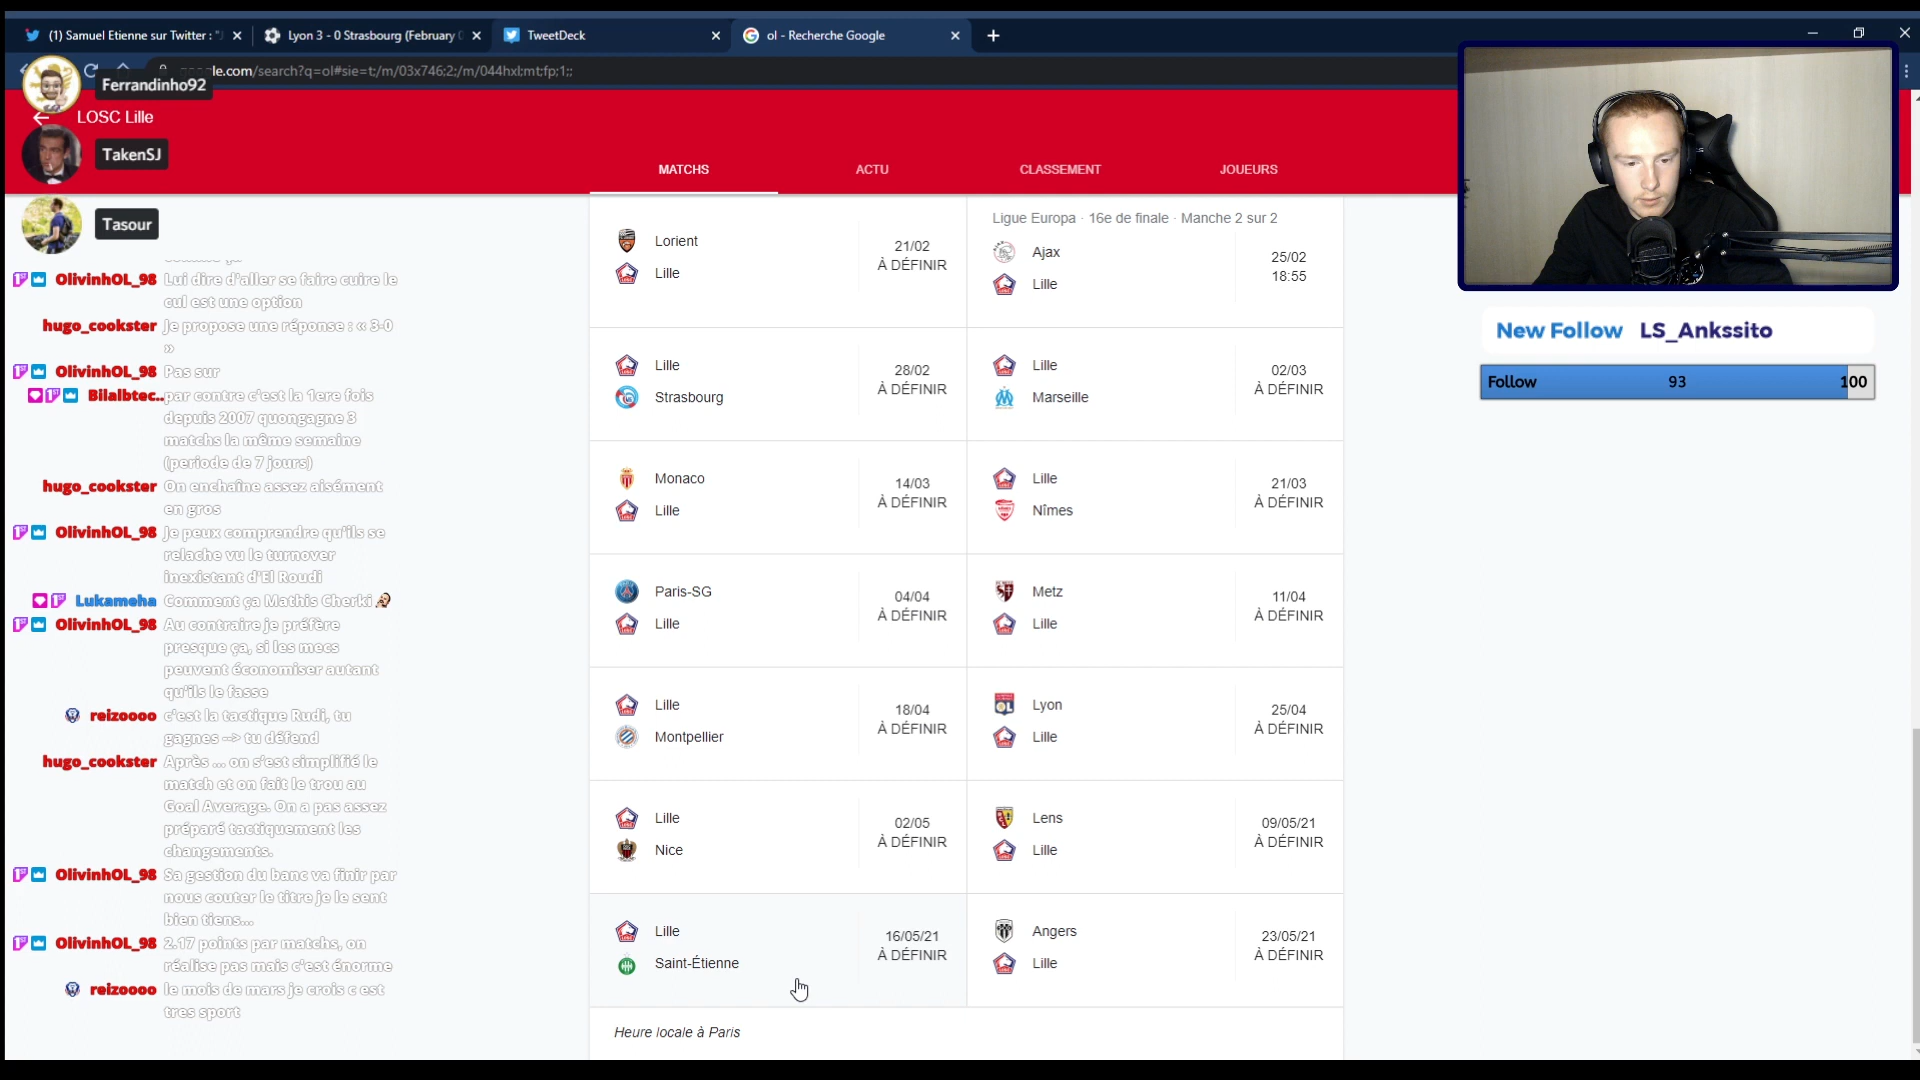 (1) Samuel Etienne sur Twitter : "J
Lyon 3 - 0 Strasbourg (February
TweetDeck
ol - Recherche Google
le.com/search?q=ol#sie=t;/m/03x746;2;/m/044hxl;mt;fp;1;;
Ferrandinho92
LOSC Lille
TakenSJ
Tasour
MATCHS
ACTU
CLASSEMENT
JOUEURS
OlivinhOL_98 Lui dire d'aller se faire cuire le
cul est une option
hugo_cookster Je propose une réponse : « 3-0
»
OlivinhOL_98 Pas sur
Bilalbtec.. par contre c'est la 1ere fois
depuis 2007 quongagne 3
matchs la même semaine
(periode de 7 jours)
hugo_cookster On enchaîne assez aisément
en gros
OlivinhOL_98 Je peux comprendre qu'ils se
relache vu le turnover
inexistant d'El Roudi
Lukameha Comment ça Mathis Cherki
OlivinhOL_98 Au contraire je préfère
presque ça, si les mecs
peuvent économiser autant
qu'ils le fasse
reizoooo c'est la tactique Rudi, tu
gagnes --> tu défend
hugo_cookster Après ... on s'est simplifié le
match et on fait le trou au
Goal Average. On a pas assez
préparé tactiquement les
changements.
OlivinhOL_98 Sa gestion du banc va finir par
nous couter le titre je le sent
bien tiens...
OlivinhOL_98 2.17 points par matchs, on
réalise pas mais c'est énorme
reizoooo le mois de mars je crois c est
tres sport
Lorient
Lille
21/02
À DÉFINIR
Ligue Europa · 16e de finale · Manche 2 sur 2
Ajax
Lille
25/02
18:55
Lille
Strasbourg
28/02
À DÉFINIR
Lille
Marseille
02/03
À DÉFINIR
Monaco
Lille
14/03
À DÉFINIR
Lille
Nîmes
21/03
À DÉFINIR
Paris-SG
Lille
04/04
À DÉFINIR
Metz
Lille
11/04
À DÉFINIR
Lille
Montpellier
18/04
À DÉFINIR
Lyon
Lille
25/04
À DÉFINIR
Lille
Nice
02/05
À DÉFINIR
Lens
Lille
09/05/21
À DÉFINIR
Lille
Saint-Étienne
16/05/21
À DÉFINIR
Angers
Lille
23/05/21
À DÉFINIR
Heure locale à Paris
New Follow LS_Ankssito
Follow 93 100